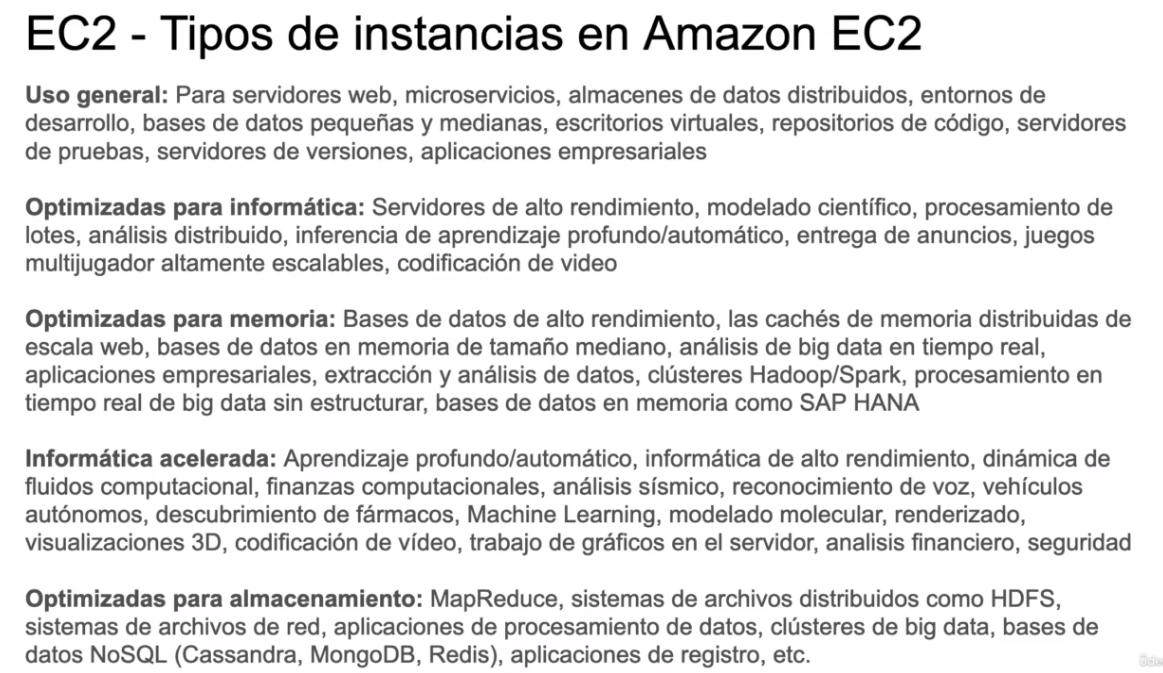 EC2 - Tipos de instancias en Amazon EC2
Uso general: Para servidores web, microservicios, almacenes de datos distribuidos, entornos de
desarrollo, bases de datos pequeñas y medianas, escritorios virtuales, repositorios de código, servidores
de pruebas, servidores de versiones, aplicaciones empresariales
Optimizadas para informática: Servidores de alto rendimiento, modelado científico, procesamiento de
lotes, análisis distribuido, inferencia de aprendizaje profundo/automático, entrega de anuncios, juegos
multijugador altamente escalables, codificación de video
Optimizadas para memoria: Bases de datos de alto rendimiento, las cachés de memoria distribuidas de
escala web, bases de datos en memoria de tamaño mediano, análisis de big data en tiempo real,
aplicaciones empresariales, extracción y análisis de datos, clústeres Hadoop/Spark, procesamiento en
tiempo real de big data sin estructurar, bases de datos en memoria como SAP HANA
Informática acelerada: Aprendizaje profundo/automático, informática de alto rendimiento, dinámica de
fluidos computacional, finanzas computacionales, análisis sísmico, reconocimiento de voz, vehículos
autónomos, descubrimiento de fármacos, Machine Learning, modelado molecular, renderizado,
visualizaciones 3D, codificación de vídeo, trabajo de gráficos en el servidor, analisis financiero, seguridad
Optimizadas para almacenamiento: MapReduce, sistemas de archivos distribuidos como HDFS,
sistemas de archivos de red, aplicaciones de procesamiento de datos, clústeres de big data, bases de
datos NoSQL (Cassandra, MongoDB, Redis), aplicaciones de registro, etc.